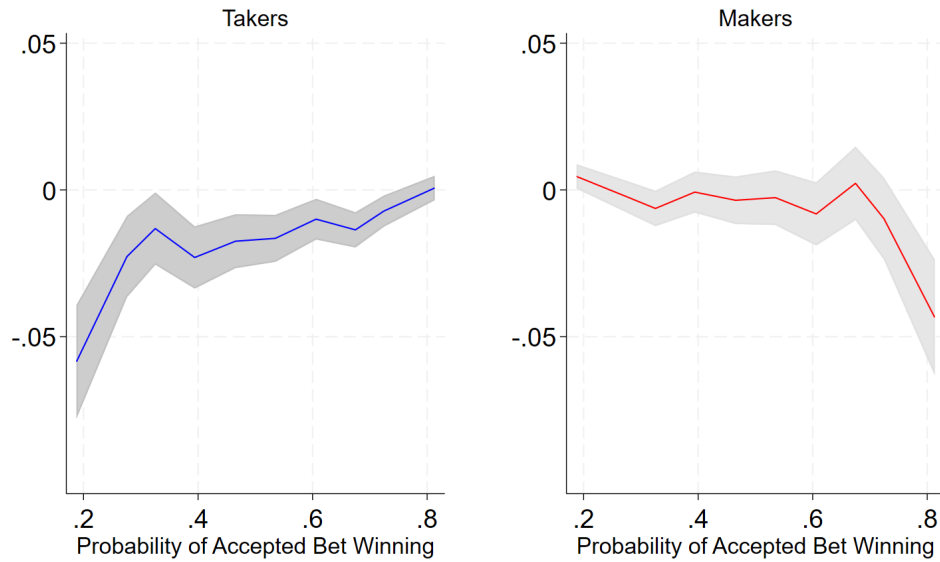 Takers
.05
0
-.05
.2 .4 .6 .8
Probability of Accepted Bet Winning
Makers
.05
0
-.05
.2 .4 .6 .8
Probability of Accepted Bet Winning